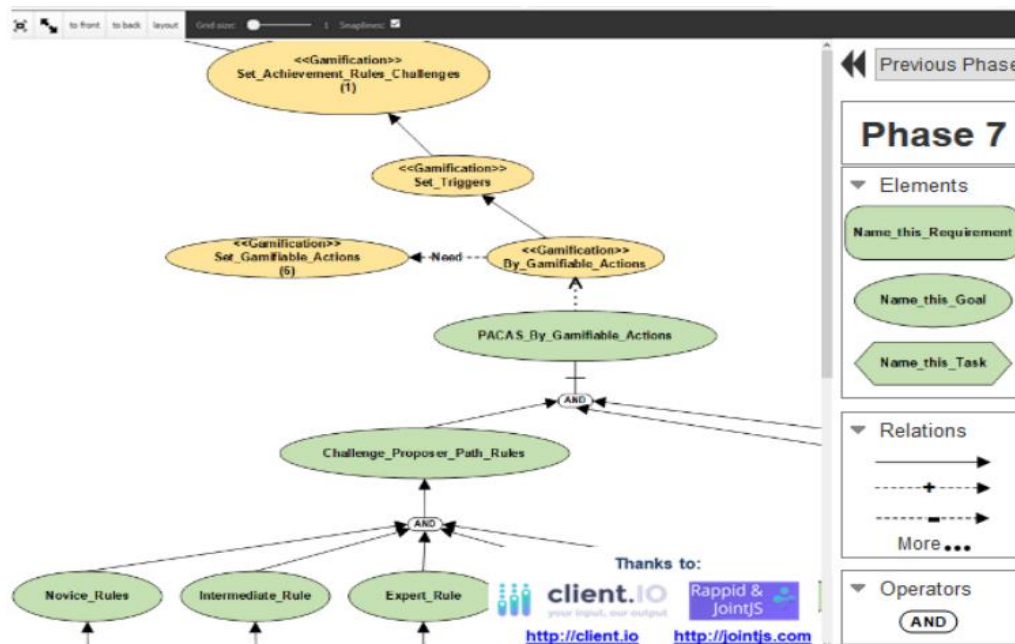 to front to back layout Grid size: 1 Snaplines:
Previous Phase
<<Gamification>>
Set_Achievement_Rules_Challenges
(1)
Phase 7
<<Gamification>>
Set_Triggers
Elements
Name_this_Requirement
<<Gamification>>
Set_Gamifiable_Actions
(6)
Need
<<Gamification>>
By_Gamifiable_Actions
Name_this_Goal
PACAS_By_Gamifiable_Actions
Name_this_Task
AND
Relations
Challenge_Proposer_Path_Rules
+
-
AND
More...
Thanks to:
Operators
Novice_Rules
Intermediate_Rule
Expert_Rule
client.IO
your input, our output
Rappid &
JointJS
AND
http://client.io
http://jointjs.com